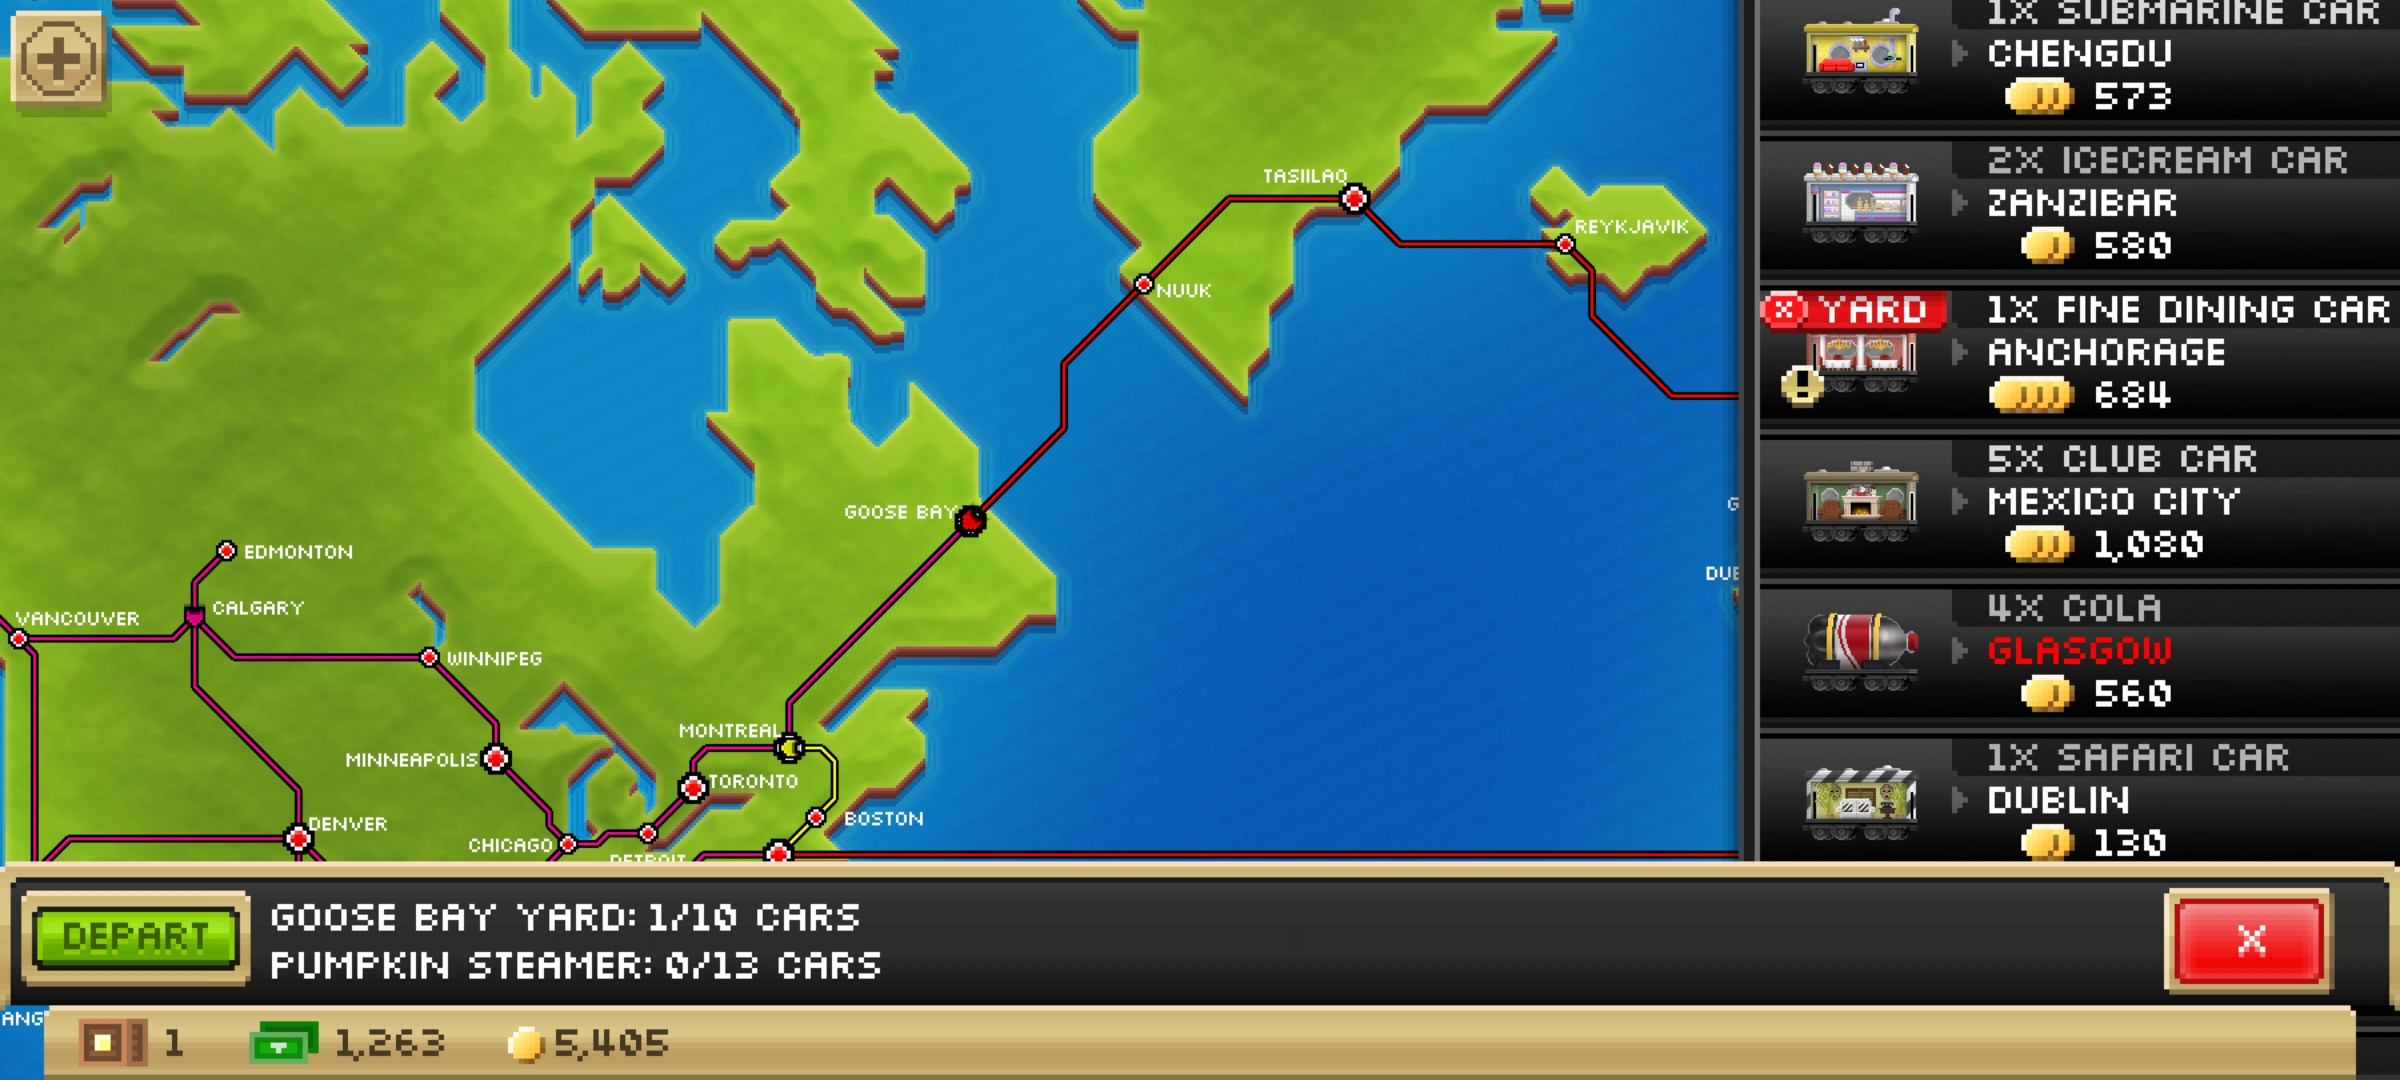 TASIILAQ
REYKJAVIK
NUUK
GOOSE BAY
EDMONTON
CALGARY
VANCOUVER
WINNIPEG
MONTREAL
MINNEAPOLIS
TORONTO
BOSTON
DENVER
CHICAGO
DETROIT
G
DUB
1X SUBMARINE CAR
CHENGDU
573
2X ICECREAM CAR
ZANZIBAR
580
X YARD
1X FINE DINING CAR
ANCHORAGE
684
5X CLUB CAR
MEXICO CITY
1,080
4X COLA
GLASGOW
560
1X SAFARI CAR
DUBLIN
130
DEPART
GOOSE BAY YARD: 1/10 CARS
PUMPKIN STEAMER: 0/13 CARS
X
ANG
1
1,263
5,405